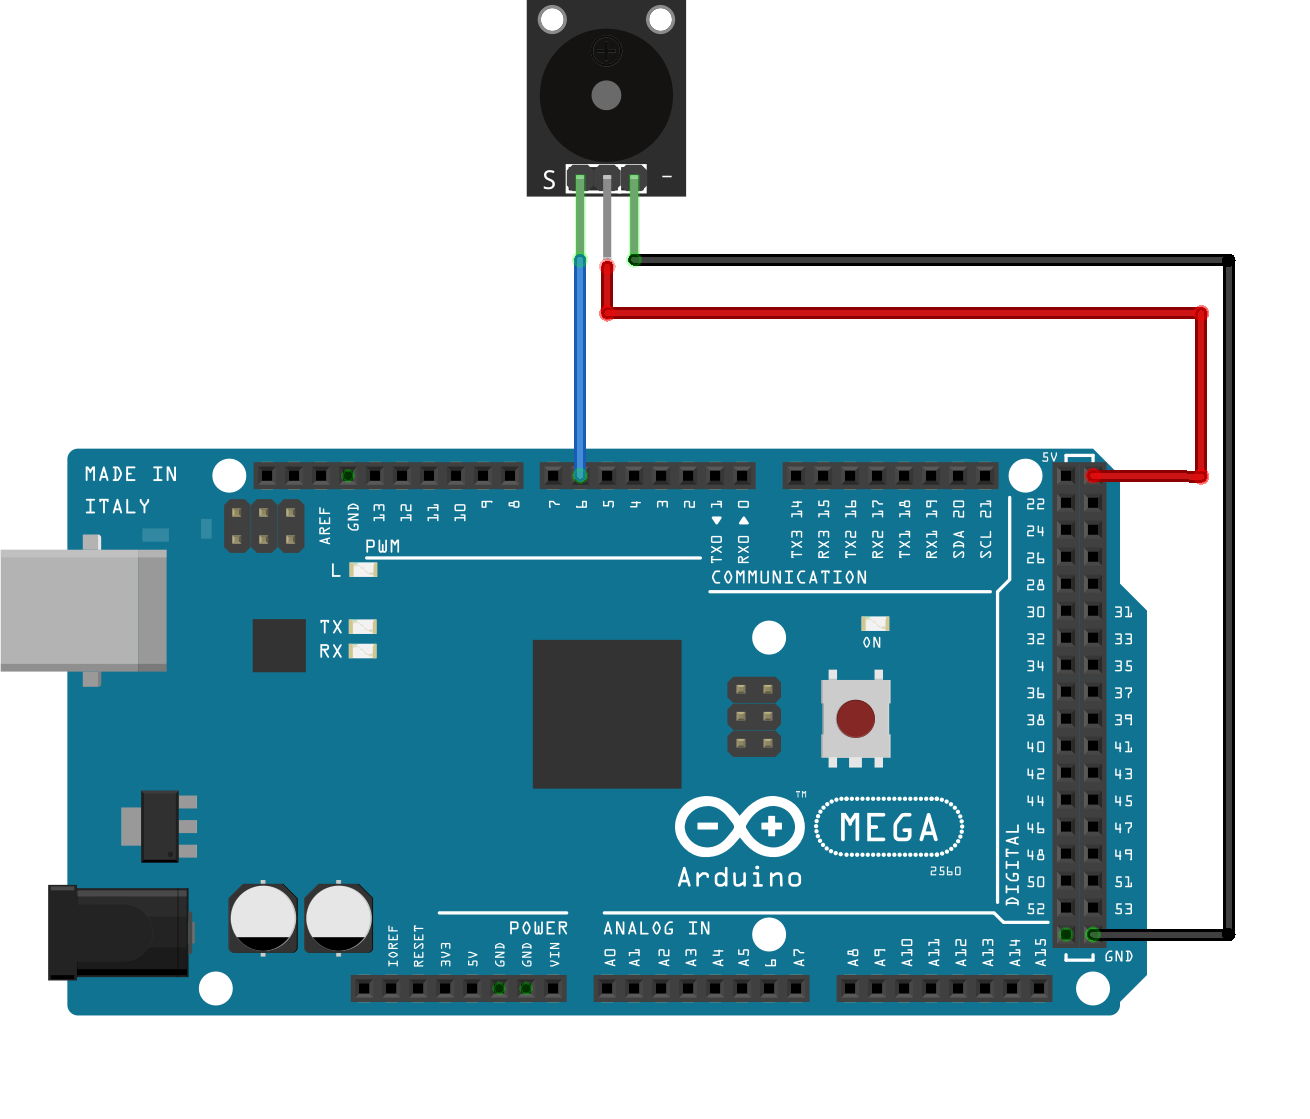 S -
MADE IN
ITALY
5V
AREF GND 13 12 11 10 9 8 7 6 5 4 3 2 TX0 1 RX0 0 TX3 14 RX3 15 TX2 16 RX2 17 TX1 18 RX1 19 SDA 20 SCL 21
22
24
26
28
PWM
L
COMMUNICATION
30 31
TX
RX
ON
32 33
34 35
36 37
38 39
40 41
42 43
44 45
TM
MEGA
46 47
48 49
Arduino
2560
50 51
DIGITAL
52 53
POWER
ANALOG IN
GND
IOREF RESET 3V3 5V GND GND VIN A0 A1 A2 A3 A4 A5 6 A7 A8 A9 A10 A11 A12 A13 A14 A15